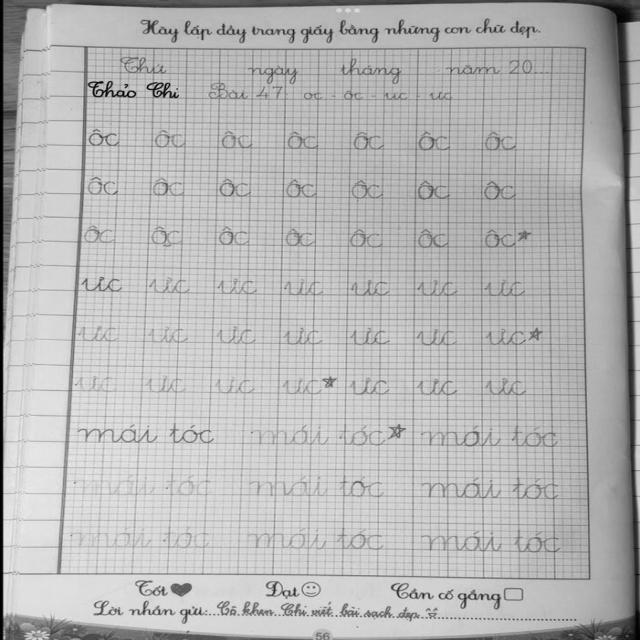 Hãy lấp đầy trang giấy bằng những con chữ đẹp.
Thứ ngày tháng năm 20...
Thảo Chi Bài 47: oc - ôc - uc - ưc
ôc ôc ôc ôc ôc ôc ôc
ôc ôc ôc ôc ôc ôc ôc
ôc ôc ôc ôc ôc ôc ôc
ưc ưc ưc ưc ưc ưc ưc
ưc ưc ưc ưc ưc ưc ưc
ưc ưc ưc ưc ưc ưc ưc
mái tóc mái tóc mái tóc
mái tóc mái tóc mái tóc
mái tóc mái tóc mái tóc
Tốt Đạt Cần cố gắng
Lời nhắn gửi: Cô khen Chi viết bài sạch đẹp
56